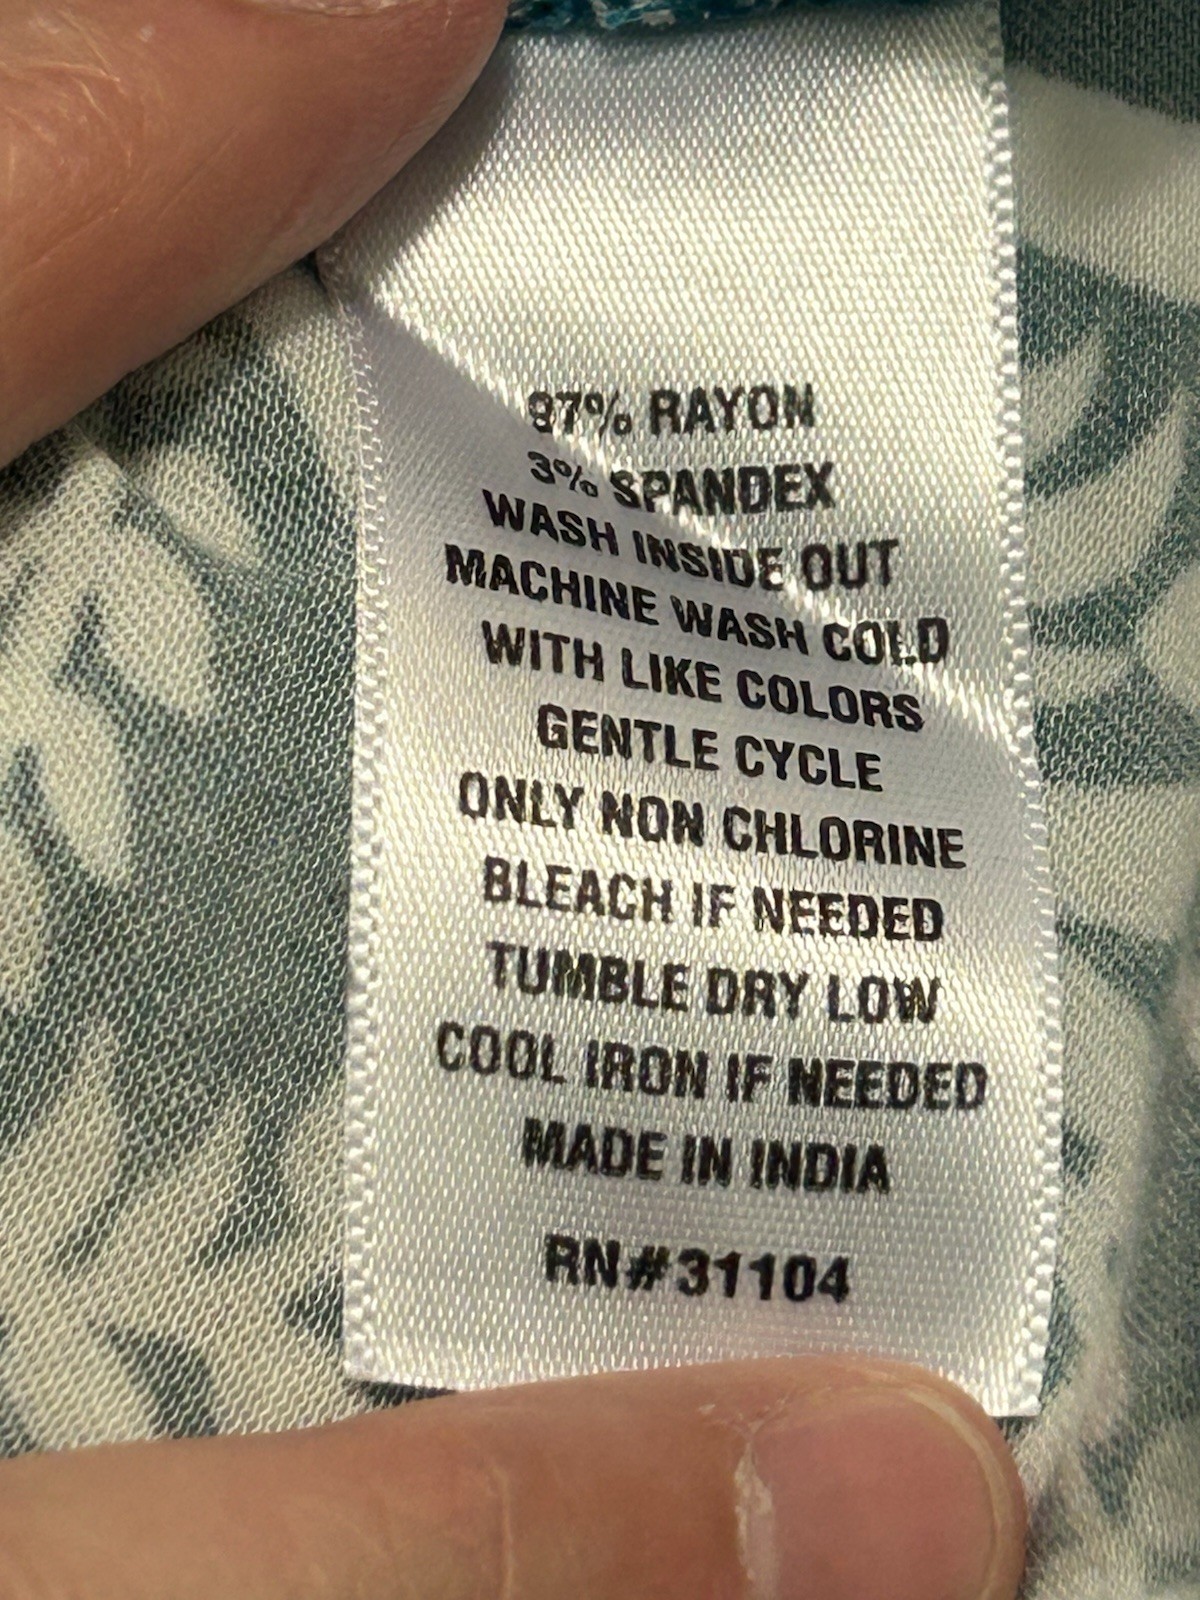 97% RAYON
3% SPANDEX
WASH INSIDE OUT
MACHINE WASH COLD
WITH LIKE COLORS
GENTLE CYCLE
ONLY NON CHLORINE
BLEACH IF NEEDED
TUMBLE DRY LOW
COOL IRON IF NEEDED
MADE IN INDIA
RN#31104